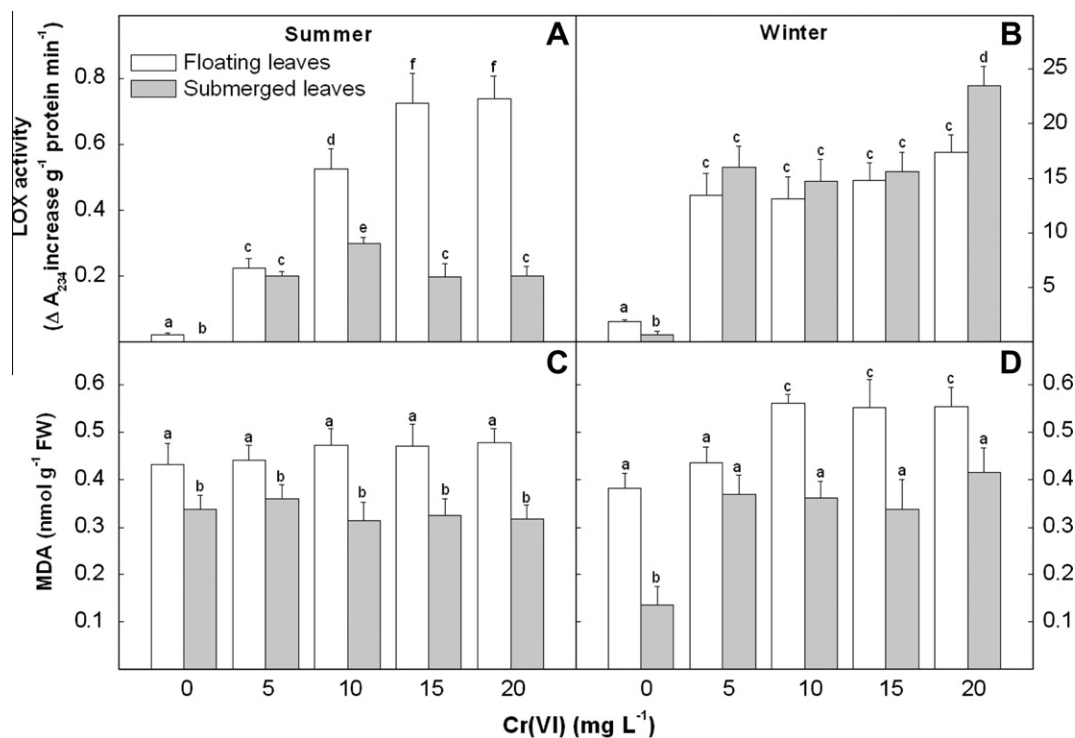 Summer
A
Floating leaves
Submerged leaves
LOX activity
(Δ A234 increase g-1 protein min-1)
0.8
0.6
0.4
0.2
a
b
c
c
d
e
f
c
f
c
Winter
B
25
20
15
10
5
a
b
c
c
c
c
c
c
c
d
C
MDA (nmol g-1 FW)
0.6
0.5
0.4
0.3
0.2
0.1
a
b
a
b
a
b
a
b
a
b
0
5
10
15
20
D
0.6
0.5
0.4
0.3
0.2
0.1
a
b
a
a
c
a
c
a
c
a
0
5
10
15
20
Cr(VI) (mg L-1)